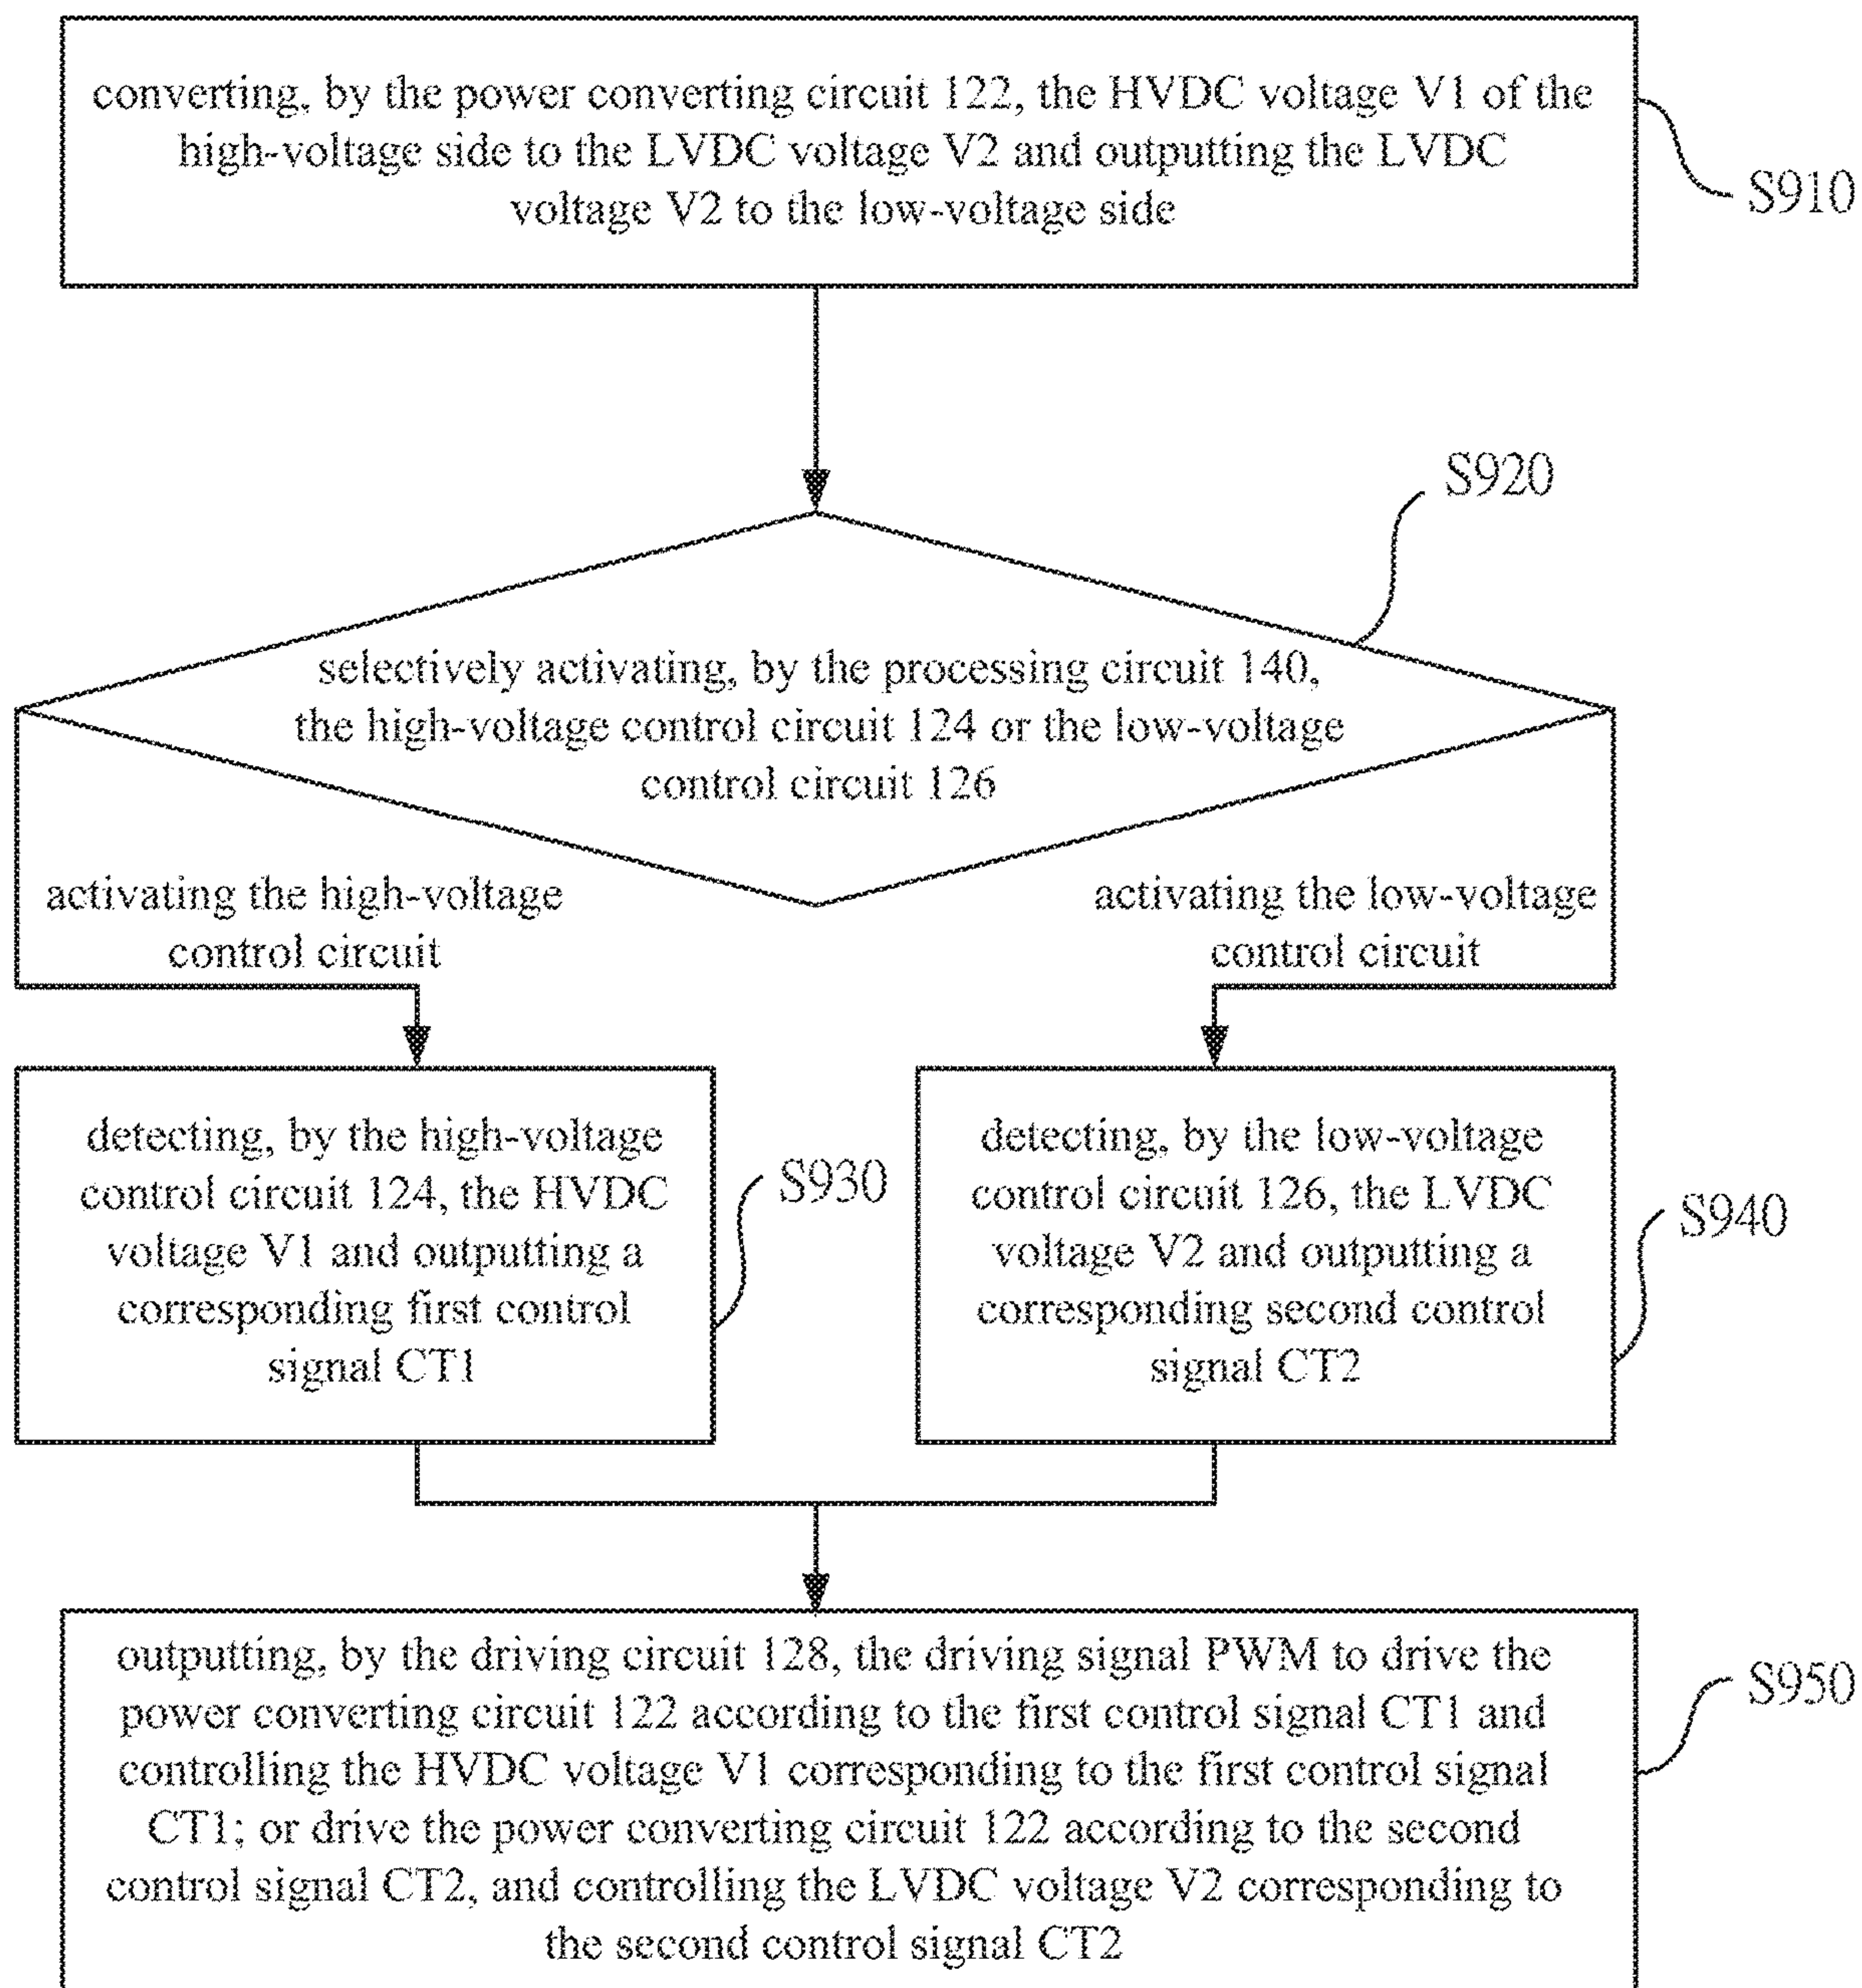 converting, by the power converting circuit 122, the HVDC voltage V1 of the
high-voltage side to the LVDC voltage V2 and outputting the LVDC
voltage V2 to the low-voltage side
S910
S920
selectively activating, by the processing circuit 140,
the high-voltage control circuit 124 or the low-voltage
control circuit 126
activating the high-voltage
control circuit
activating the low-voltage
control circuit
detecting, by the high-voltage
control circuit 124, the HVDC
voltage V1 and outputting a
corresponding first control
signal CT1
S930
detecting, by the low-voltage
control circuit 126, the LVDC
voltage V2 and outputting a
corresponding second control
signal CT2
S940
outputting, by the driving circuit 128, the driving signal PWM to drive the
power converting circuit 122 according to the first control signal CT1 and
controlling the HVDC voltage V1 corresponding to the first control signal
CT1; or drive the power converting circuit 122 according to the second
control signal CT2, and controlling the LVDC voltage V2 corresponding to
the second control signal CT2
S950